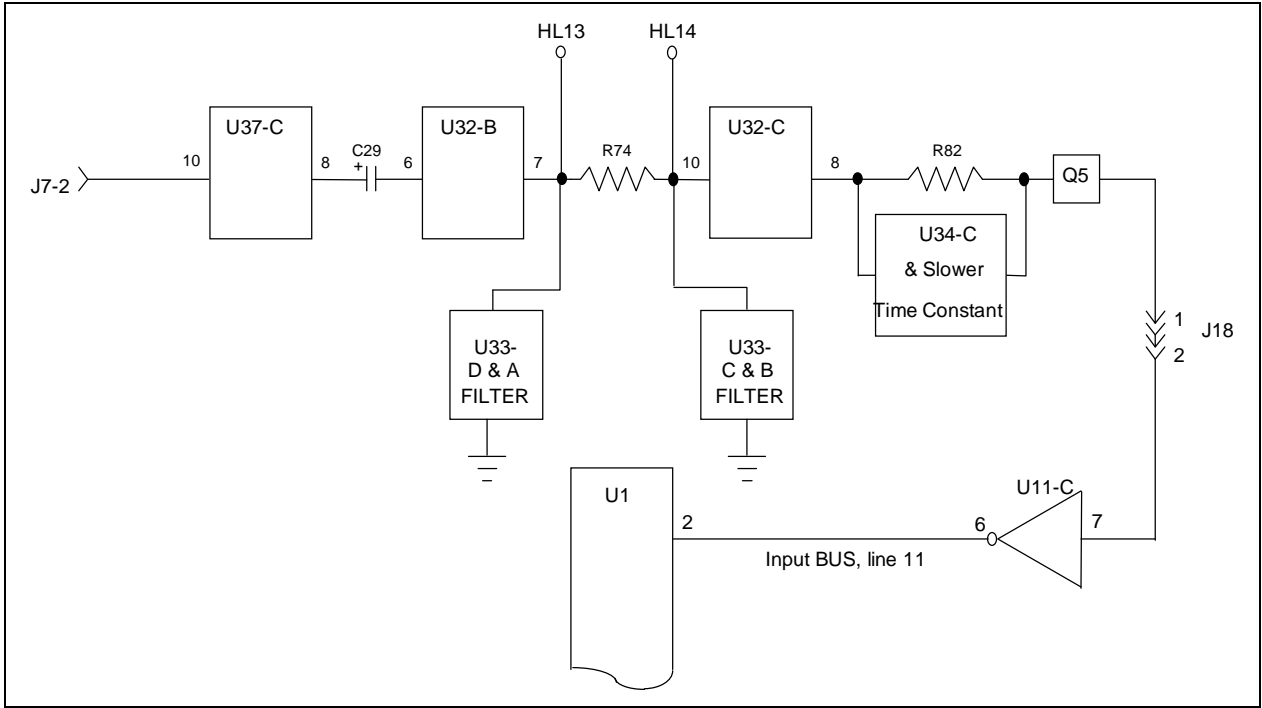 HL13
HL14
U37-C
U32-B
U32-C
C29
R74
R82
Q5
J7-2
10
8
+
6
7
10
8
U34-C
& Slower
Time Constant
U33-
D & A
FILTER
U33-
C & B
FILTER
1
2
J18
U1
2
Input BUS, line 11
6
U11-C
7